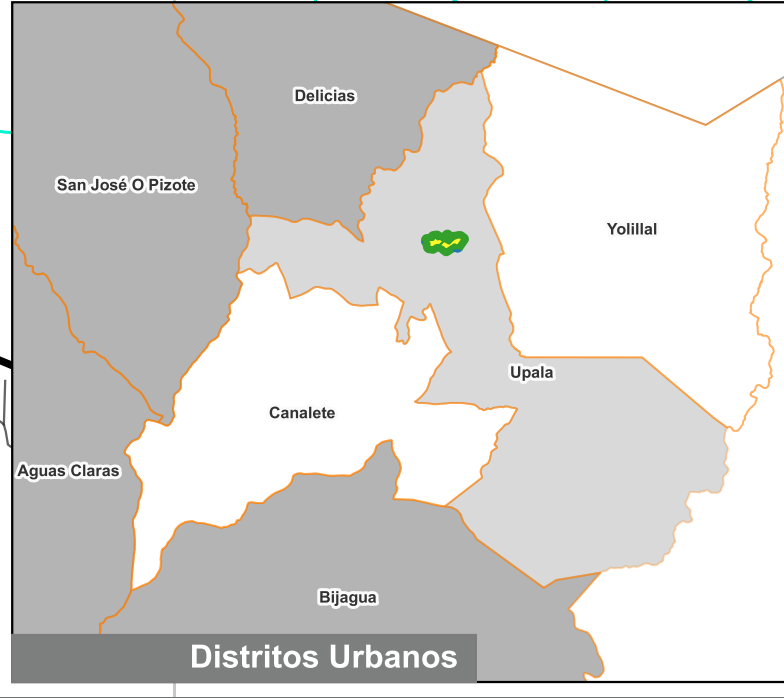 Delicias
San José O Pizote
Yolillal
Upala
Canalete
Aguas Claras
Bijagua
Distritos Urbanos